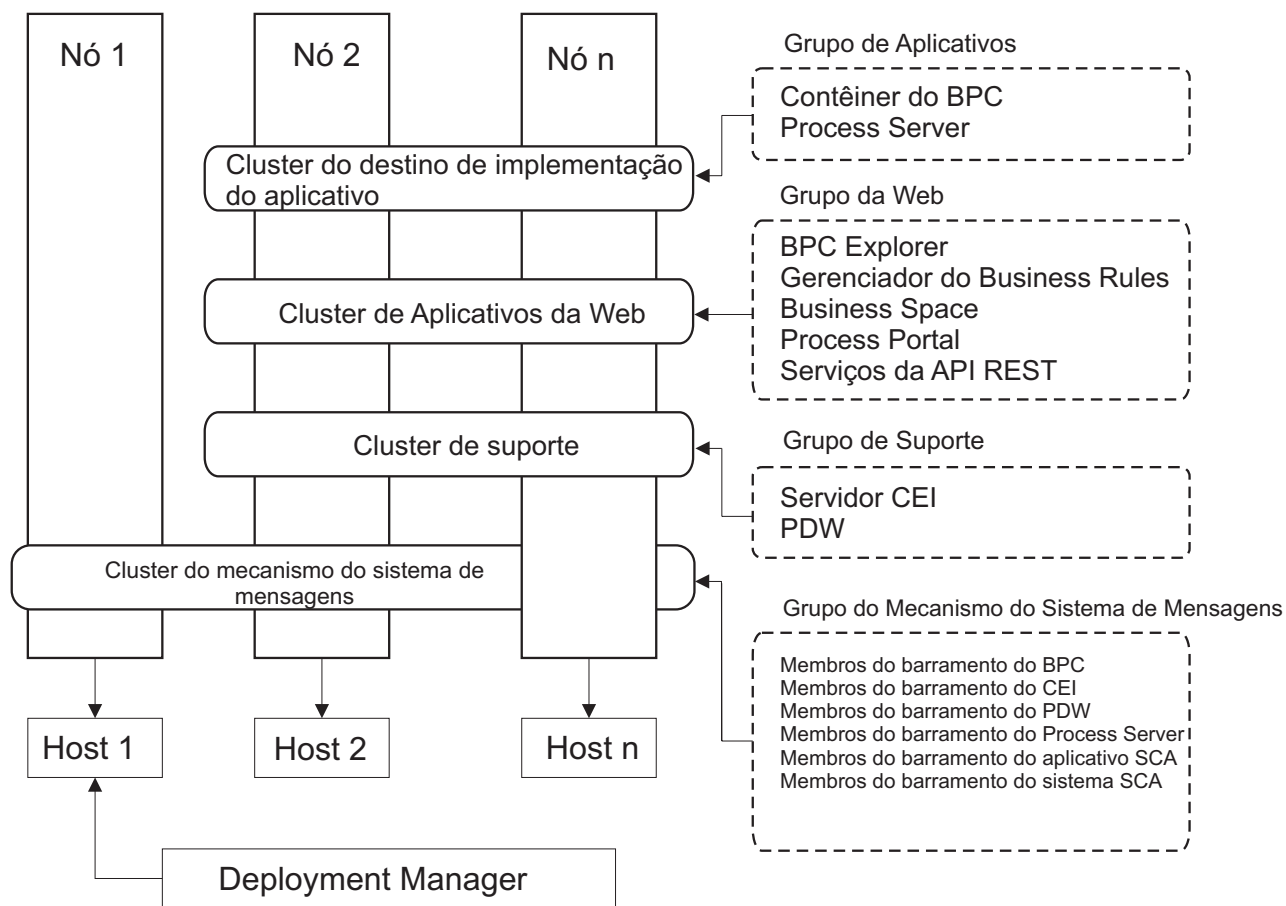 Nó 1
Nó 2
Nó n
Grupo de Aplicativos
Contêiner do BPC
Process Server
Cluster do destino de implementação
do aplicativo
Grupo da Web
BPC Explorer
Gerenciador do Business Rules
Business Space
Process Portal
Serviços da API REST
Cluster de Aplicativos da Web
Cluster de suporte
Grupo de Suporte
Servidor CEI
PDW
Cluster do mecanismo do sistema de
mensagens
Grupo do Mecanismo do Sistema de Mensagens
Membros do barramento do BPC
Membros do barramento do CEI
Membros do barramento do PDW
Membros do barramento do Process Server
Membros do barramento do aplicativo SCA
Membros do barramento do sistema SCA
Host 1
Host 2
Host n
Deployment Manager